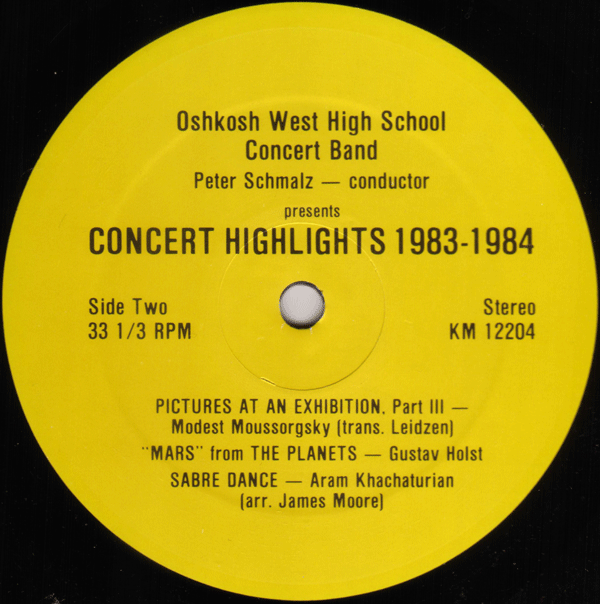 Oshkosh West High School
Concert Band
Peter Schmalz — conductor
presents
CONCERT HIGHLIGHTS 1983-1984
Side Two
33 1/3 RPM
Stereo
KM 12204
PICTURES AT AN EXHIBITION, Part III —
Modest Moussorgsky (trans. Leidzen)
"MARS" from THE PLANETS — Gustav Holst
SABRE DANCE — Aram Khachaturian
(arr. James Moore)